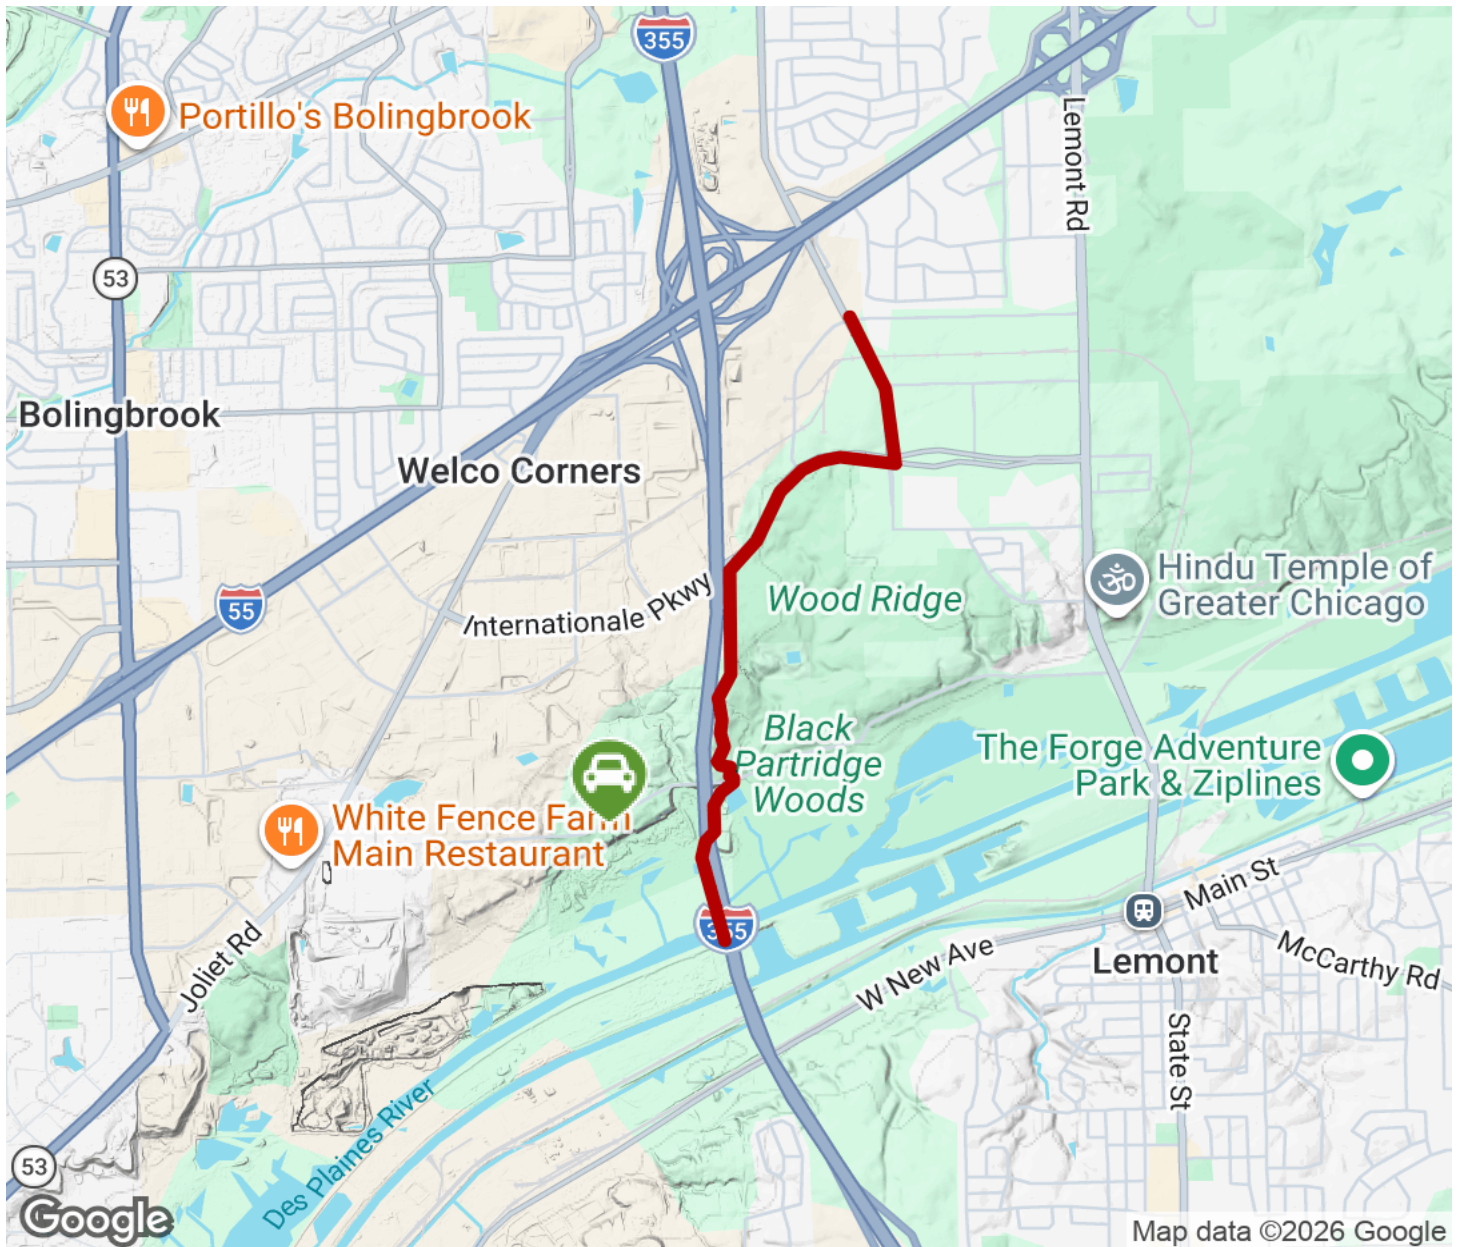 355
Portillo's Bolingbrook
Lemont Rd
53
Bolingbrook
Welco Corners
55
Internationale Pkwy
Hindu Temple of
Greater Chicago
Wood Ridge
Black
Partridge
Woods
The Forge Adventure
Park & Ziplines
White Fence Farm
Main Restaurant
Main St
355
Joliet Rd
W New Ave
Lemont
McCarthy Rd
State St
Des Plaines River
53
Google
Map data ©2026 Google